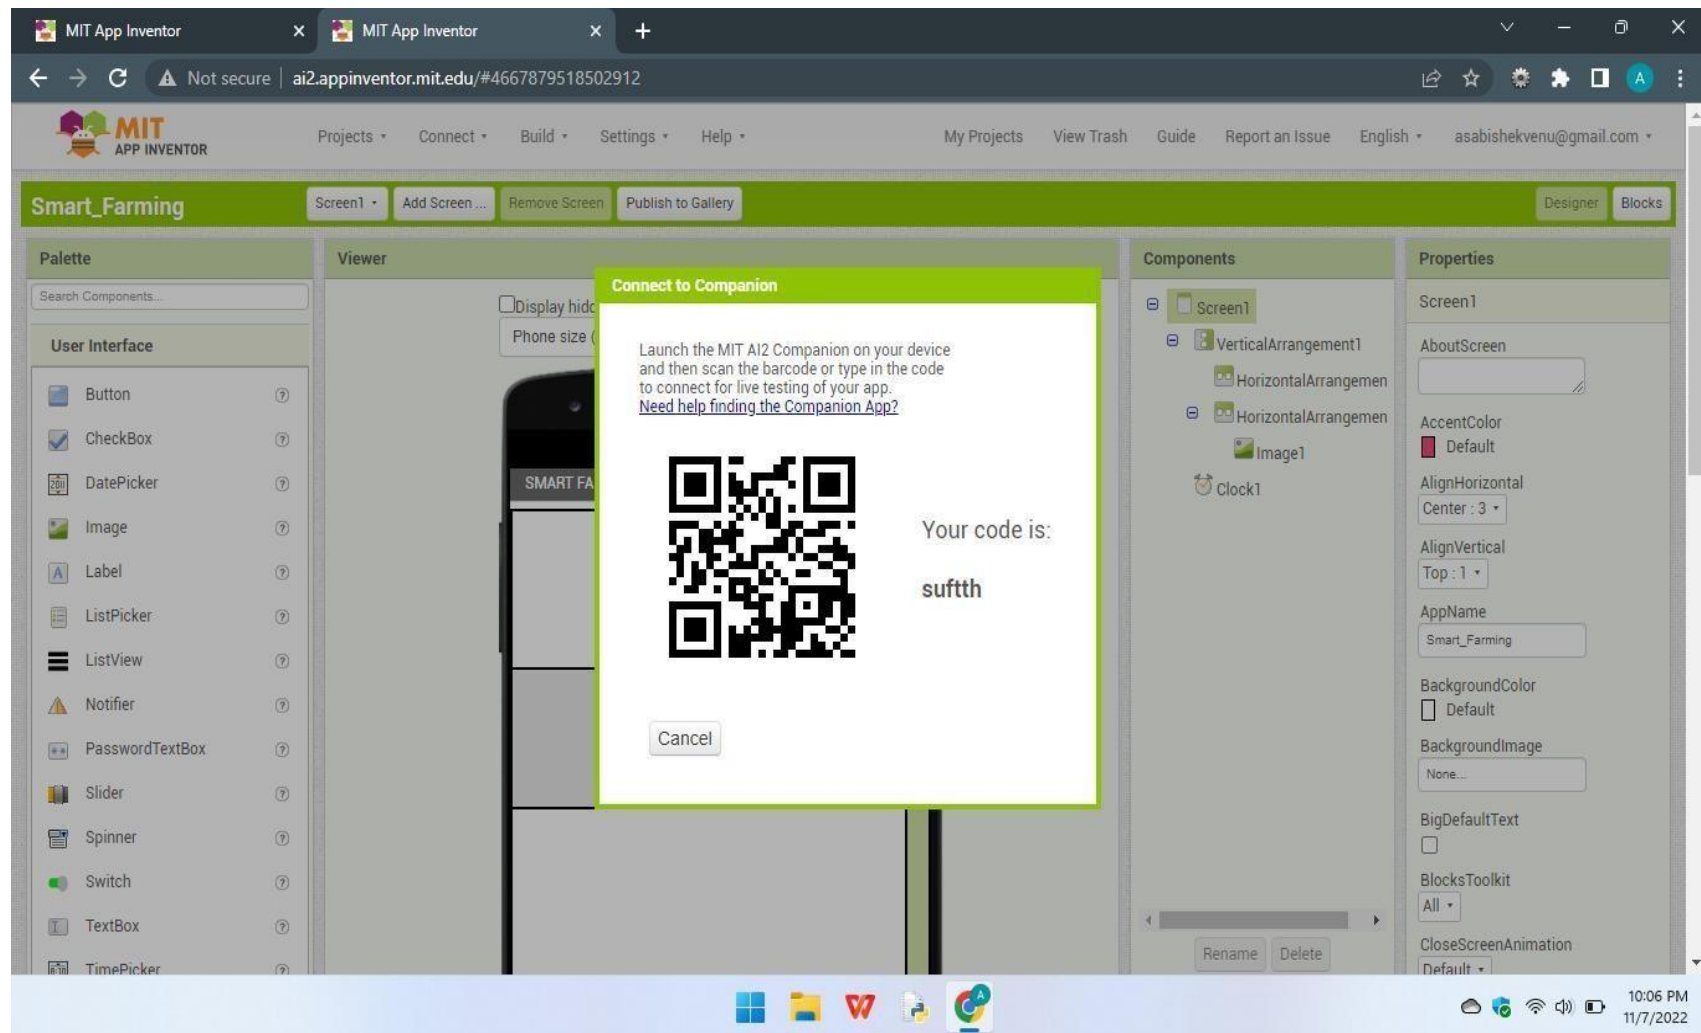 MIT App Inventor
MIT App Inventor
Not secure | ai2.appinventor.mit.edu/#4667879518502912
A
MIT
APP INVENTOR
Projects
Connect
Build
Settings
Help
My Projects
View Trash
Guide
Report an Issue
English
asabishekvenu@gmail.com
Smart_Farming
Screen1
Add Screen ...
Remove Screen
Publish to Gallery
Designer
Blocks
Palette
Search Components...
User Interface
Button
CheckBox
DatePicker
Image
Label
ListPicker
ListView
Notifier
PasswordTextBox
Slider
Spinner
Switch
TextBox
TimePicker
Viewer
Display hidd
Phone size (
SMART FA
Connect to Companion
Launch the MIT AI2 Companion on your device
and then scan the barcode or type in the code
to connect for live testing of your app.
Need help finding the Companion App?
Your code is:
suftth
Cancel
Components
Screen1
VerticalArrangement1
HorizontalArrangemen
HorizontalArrangemen
Image1
Clock1
Rename
Delete
Properties
Screen1
AboutScreen
AccentColor
Default
AlignHorizontal
Center : 3
AlignVertical
Top : 1
AppName
Smart_Farming
BackgroundColor
Default
BackgroundImage
None...
BigDefaultText
BlocksToolkit
All
CloseScreenAnimation
Default
10:06 PM
11/7/2022